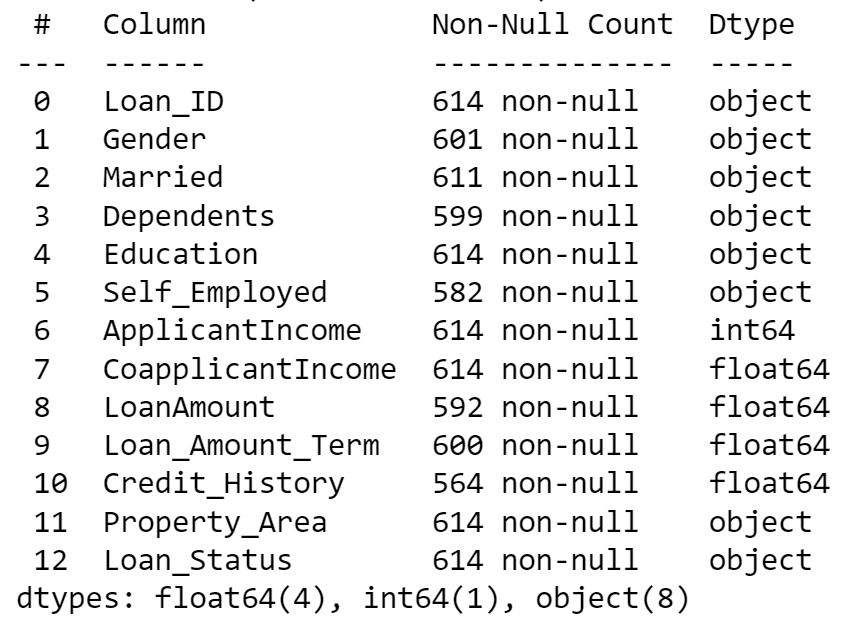 #   Column             Non-Null Count  Dtype
---  ------             --------------  -----
0   Loan_ID            614 non-null    object
1   Gender             601 non-null    object
2   Married            611 non-null    object
3   Dependents         599 non-null    object
4   Education          614 non-null    object
5   Self_Employed      582 non-null    object
6   ApplicantIncome    614 non-null    int64
7   CoapplicantIncome  614 non-null    float64
8   LoanAmount         592 non-null    float64
9   Loan_Amount_Term   600 non-null    float64
10  Credit_History     564 non-null    float64
11  Property_Area      614 non-null    object
12  Loan_Status        614 non-null    object
dtypes: float64(4), int64(1), object(8)